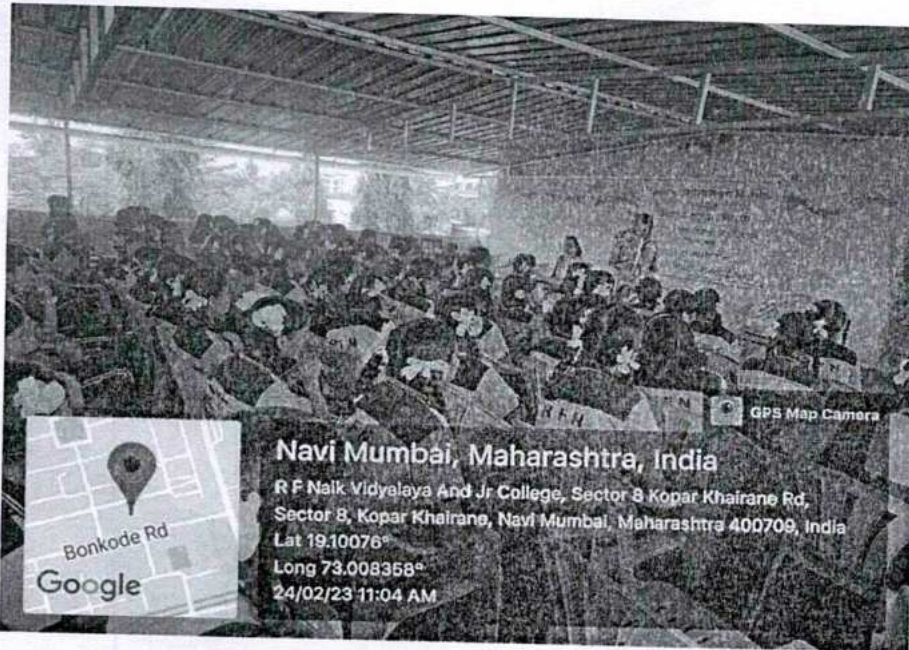 GPS Map Camera
Navi Mumbai, Maharashtra, India
R F Naik Vidyalaya And Jr College, Sector 8 Kopar Khairane Rd,
Sector 8, Kopar Khairane, Navi Mumbai, Maharashtra 400709, India
Lat 19.10076°
Long 73.008358°
24/02/23 11:04 AM
Bonkode Rd
Google